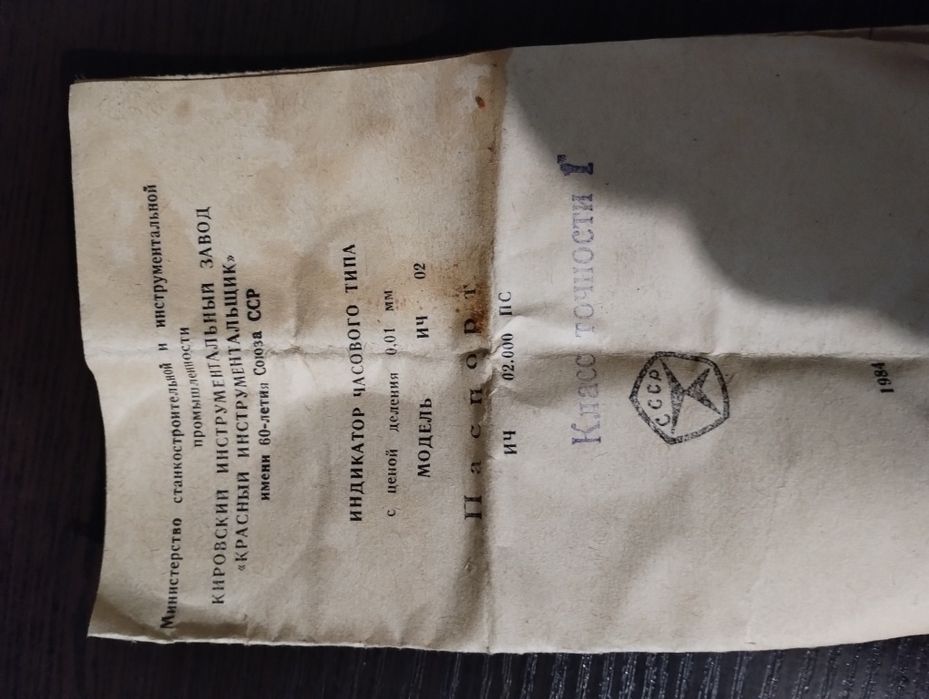 Министерство станкостроительной и инструментальной
промышленности
КИРОВСКИЙ ИНСТРУМЕНТАЛЬНЫЙ ЗАВОД
«КРАСНЫЙ ИНСТРУМЕНТАЛЬЩИК»
имени 60-летия Союза ССР
ИНДИКАТОР ЧАСОВОГО ТИПА
с ценой деления 0,01 мм
МОДЕЛЬ ИЧ 02
Паспорт
ИЧ 02.000 ПС
Класс точности 1
СССР
1984